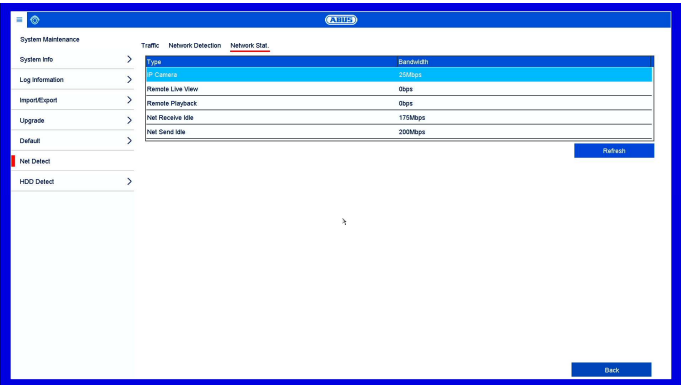 ABUS
System Maintenance
Traffic Network Detection Network Stat.
System Info
Type Bandwidth
IP Camera 25Mbps
Log Information
Remote Live View 0bps
Import/Export
Remote Playback 0bps
Upgrade
Net Receive Idle 175Mbps
Net Send Idle 200Mbps
Default
Refresh
Net Detect
HDD Detect
Back